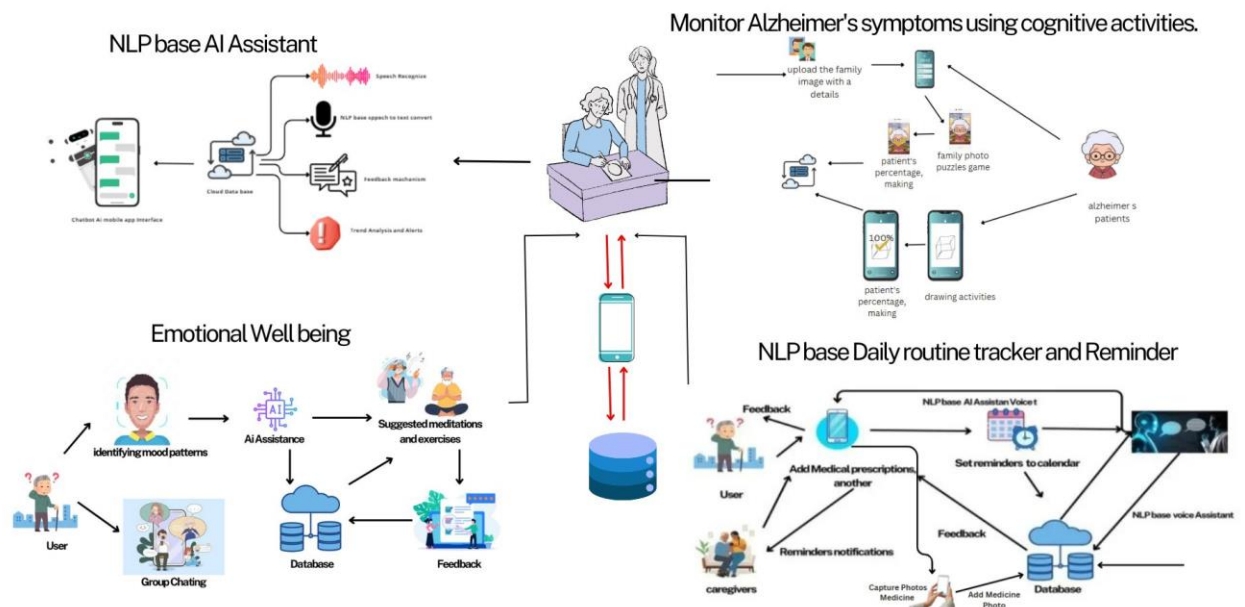 NLP base AI Assistant
Speech Recognize
NLP base oppech to text convert
Cloud Data base
Feedback machanism
Chatbot Ai mobile app Interface
Trend Analysis and Alerts
Monitor Alzheimer's symptoms using cognitive activities.
upload the family
image with a
details
patient's
percentage,
making
family photo
puzzles game
alzheimer s
patients
100%
patient's
percentage,
making
drawing activities
Emotional Well being
identifying mood patterns
AI
Ai Assistance
Suggested meditations
and exercises
User
Group Chating
Database
Feedback
NLP base Daily routine tracker and Reminder
Feedback
NLP base AI Assistan Voice t
User
Add Medical prescriptions,
another
Set reminders to calendar
NLP base voice Assistant
Feedback
Reminders notifications
caregivers
Capture Photos
Medicine
Add Medicine
Photo
Database